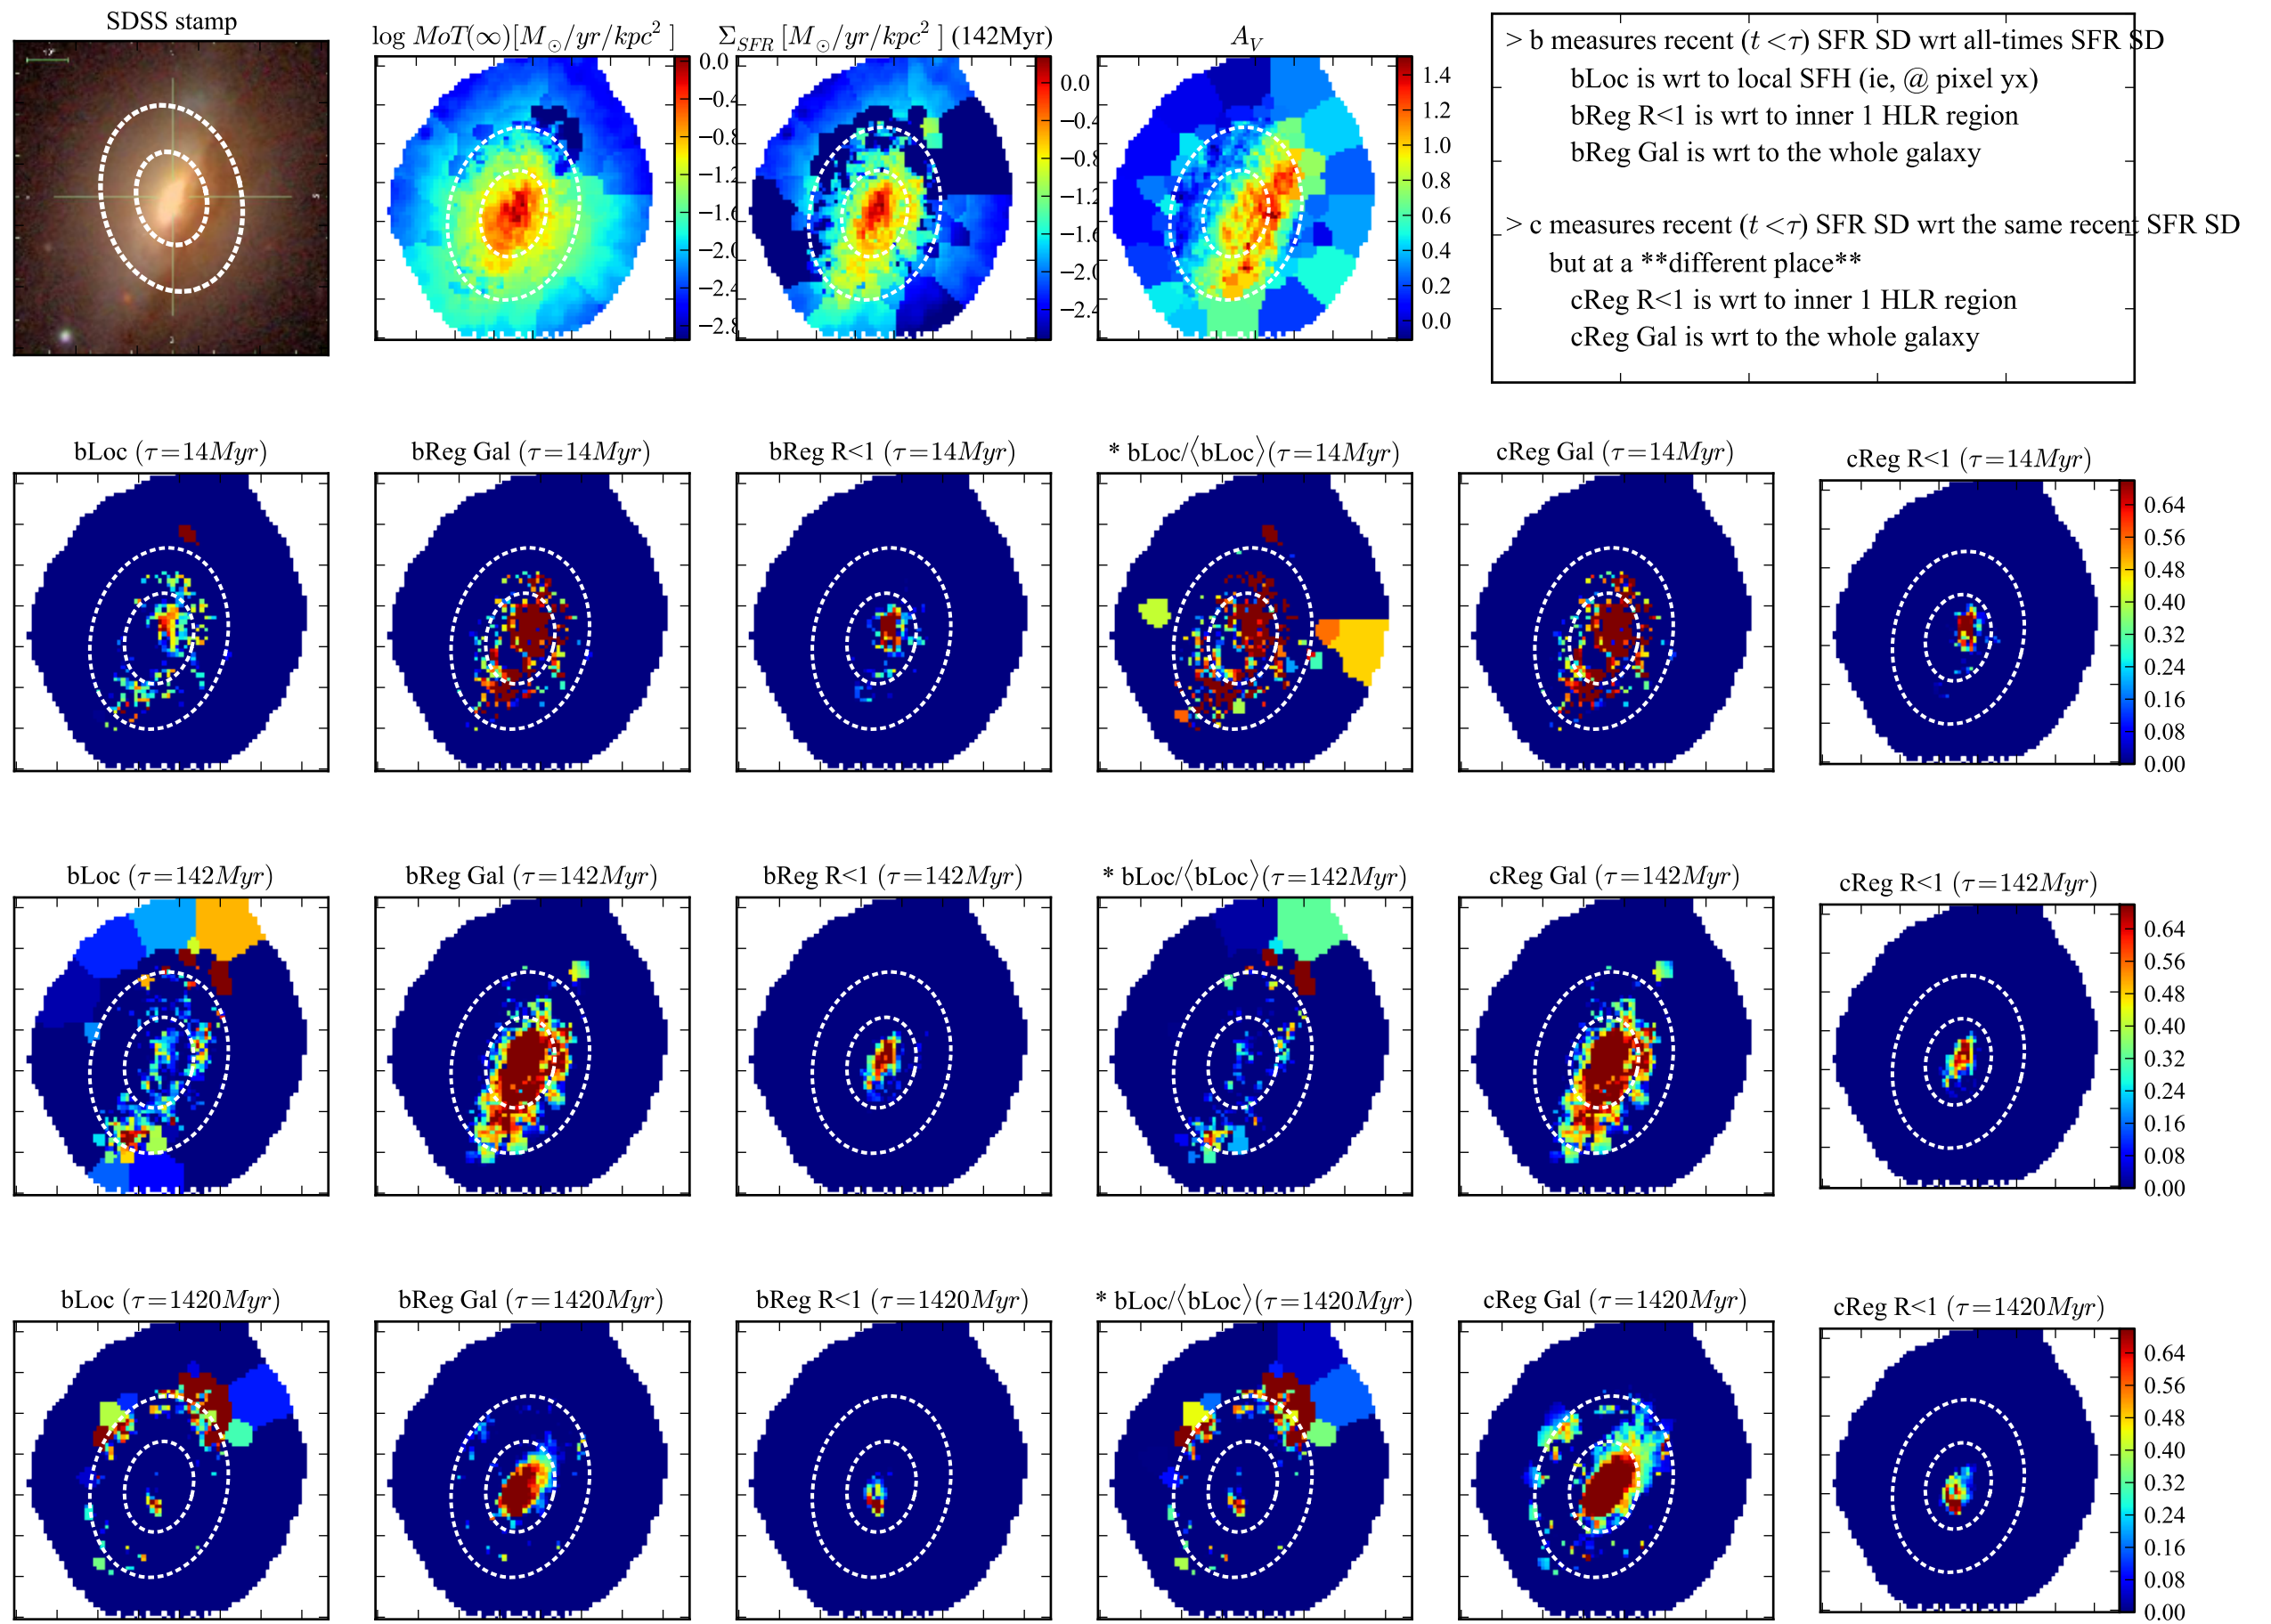 SDSS stamp
log MoT(∞)[M⊙/yr/kpc² ]
Σ_SFR [M⊙/yr/kpc² ] (142Myr)
A_V
0.0
−0.4
−0.8
−1.2
−1.6
−2.0
−2.4
−2.8
0.0
−0.4
−0.8
−1.2
−1.6
−2.0
−2.4
1.4
1.2
1.0
0.8
0.6
0.4
0.2
0.0
> b measures recent (t <τ) SFR SD wrt all-times SFR SD
bLoc is wrt to local SFH (ie, @ pixel yx)
bReg R<1 is wrt to inner 1 HLR region
bReg Gal is wrt to the whole galaxy
> c measures recent (t <τ) SFR SD wrt the same recent SFR SD
but at a **different place**
cReg R<1 is wrt to inner 1 HLR region
cReg Gal is wrt to the whole galaxy
bLoc (τ=14Myr)
bReg Gal (τ=14Myr)
bReg R<1 (τ=14Myr)
* bLoc/⟨bLoc⟩(τ=14Myr)
cReg Gal (τ=14Myr)
cReg R<1 (τ=14Myr)
0.64
0.56
0.48
0.40
0.32
0.24
0.16
0.08
0.00
bLoc (τ=142Myr)
bReg Gal (τ=142Myr)
bReg R<1 (τ=142Myr)
* bLoc/⟨bLoc⟩(τ=142Myr)
cReg Gal (τ=142Myr)
cReg R<1 (τ=142Myr)
0.64
0.56
0.48
0.40
0.32
0.24
0.16
0.08
0.00
bLoc (τ=1420Myr)
bReg Gal (τ=1420Myr)
bReg R<1 (τ=1420Myr)
* bLoc/⟨bLoc⟩(τ=1420Myr)
cReg Gal (τ=1420Myr)
cReg R<1 (τ=1420Myr)
0.64
0.56
0.48
0.40
0.32
0.24
0.16
0.08
0.00